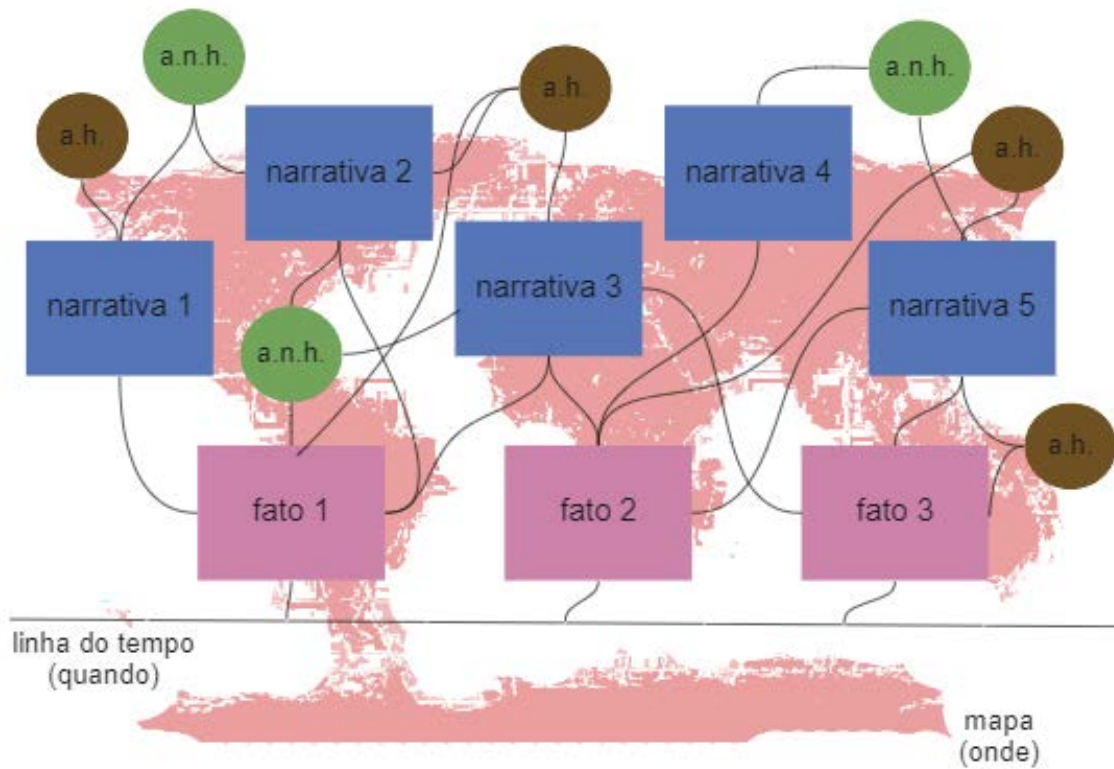 a.n.h.
a.h.
a.n.h.
a.h.
a.h.
narrativa 2
narrativa 4
narrativa 1
narrativa 3
narrativa 5
a.n.h.
a.h.
fato 1
fato 2
fato 3
linha do tempo
(quando)
mapa
(onde)